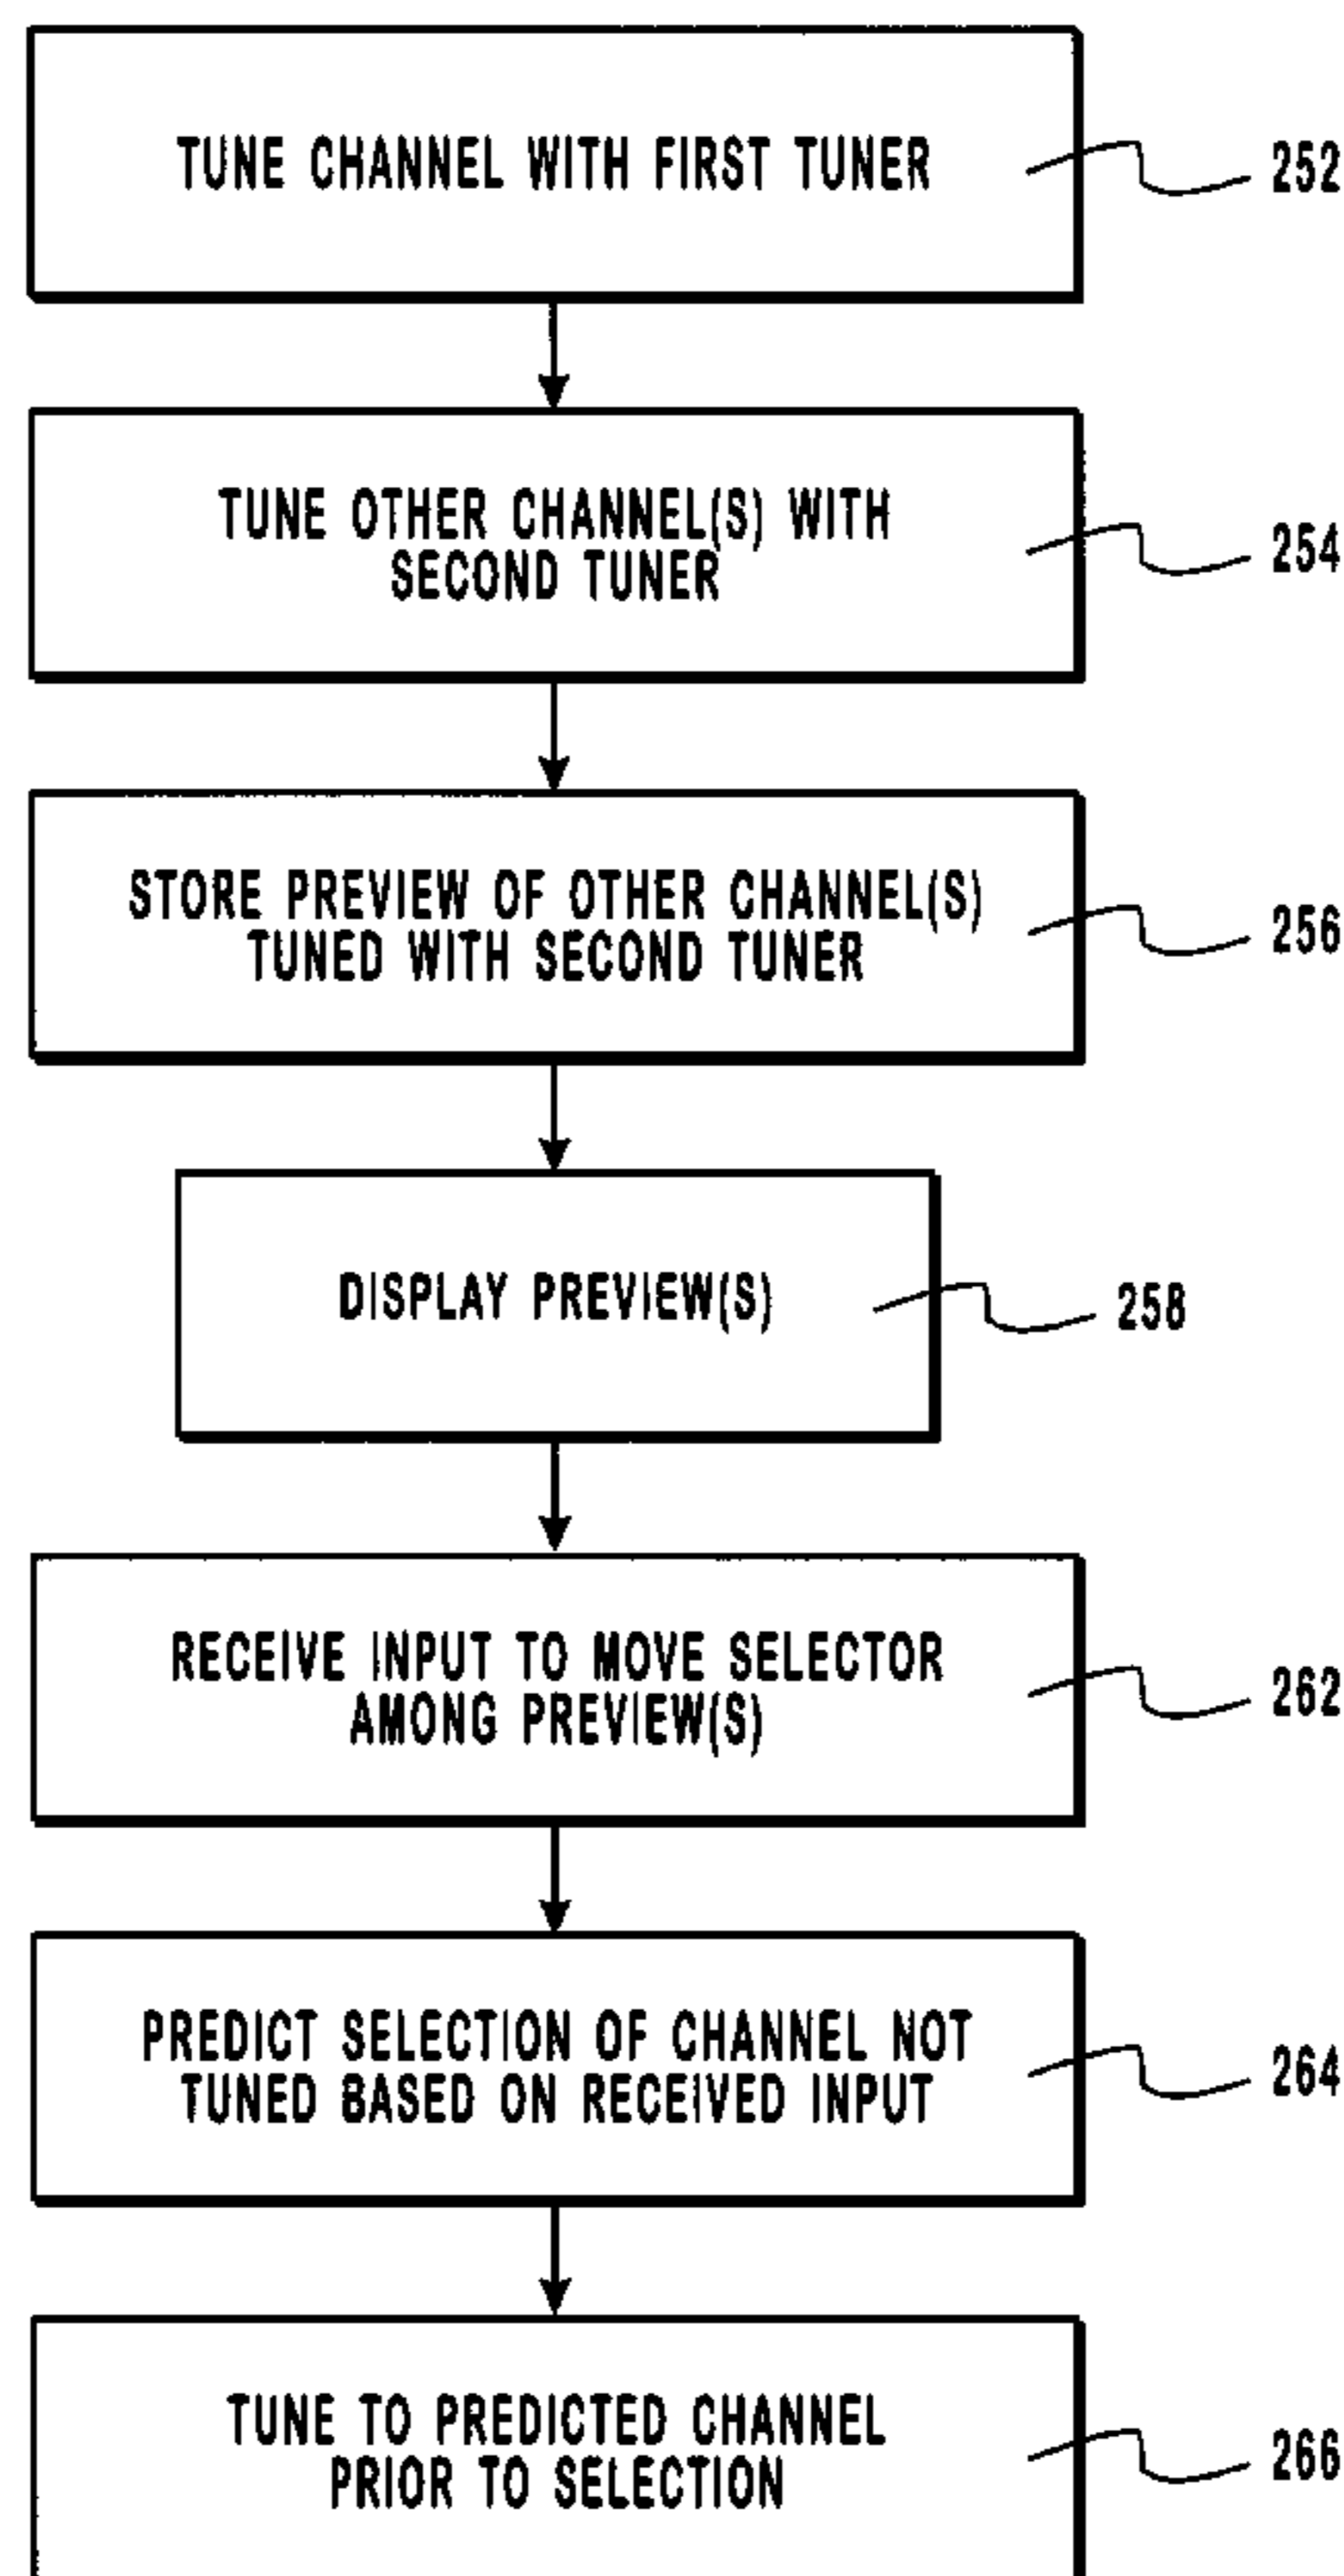 TUNE CHANNEL WITH FIRST TUNER
252
TUNE OTHER CHANNEL(S) WITH
SECOND TUNER
254
STORE PREVIEW OF OTHER CHANNEL(S)
TUNED WITH SECOND TUNER
256
DISPLAY PREVIEW(S)
258
RECEIVE INPUT TO MOVE SELECTOR
AMONG PREVIEW(S)
262
PREDICT SELECTION OF CHANNEL NOT
TUNED BASED ON RECEIVED INPUT
264
TUNE TO PREDICTED CHANNEL
PRIOR TO SELECTION
266